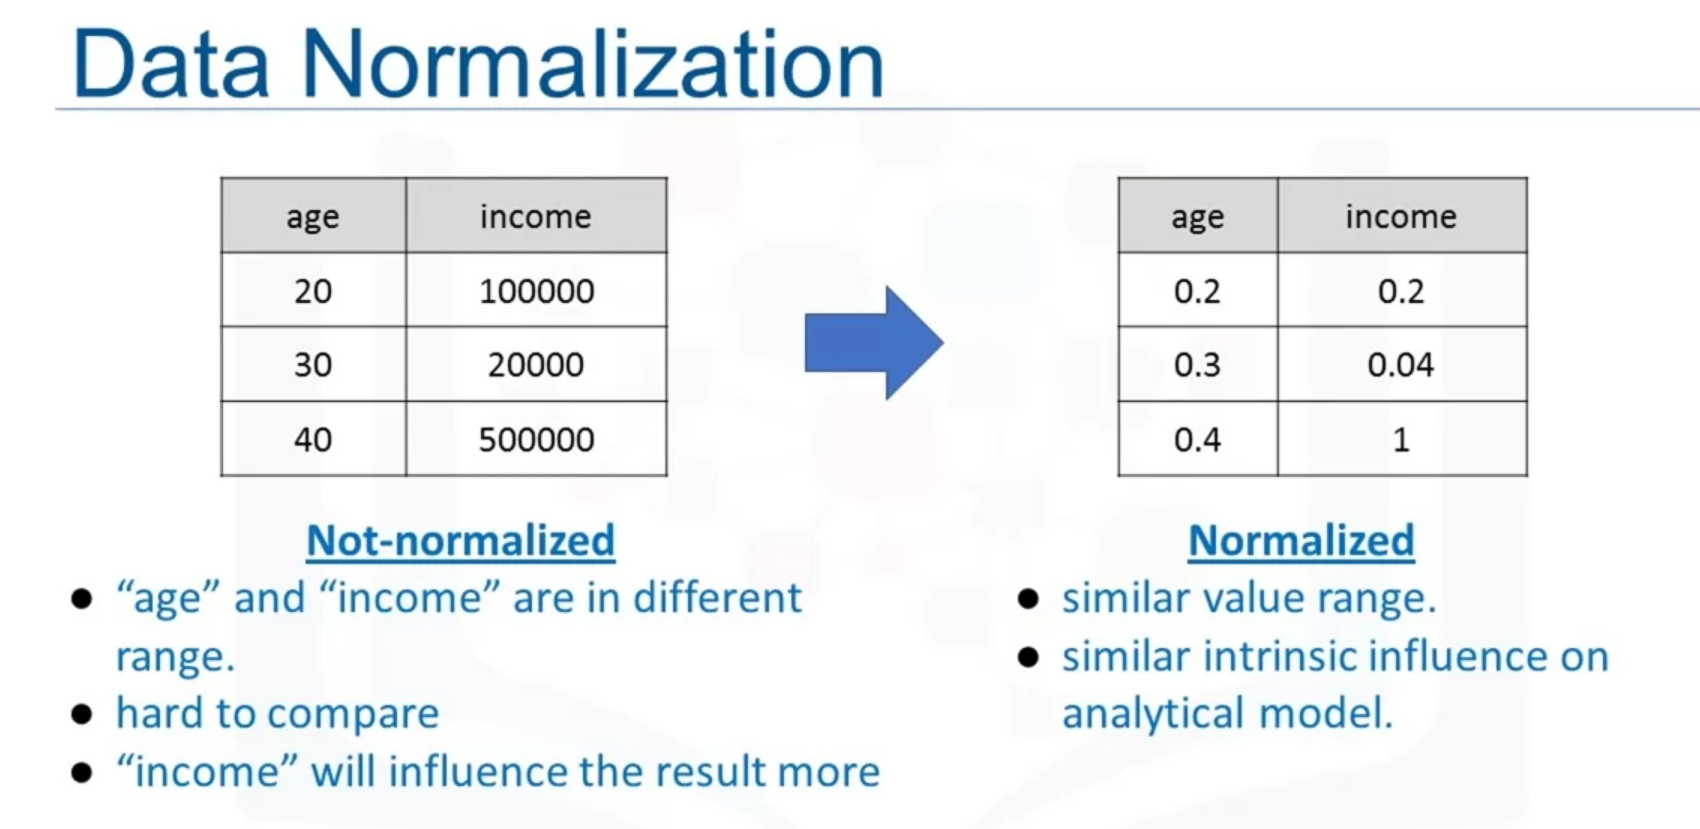 Data Normalization
age income
20 100000
30 20000
40 500000
age income
0.2 0.2
0.3 0.04
0.4 1
Not-normalized
● “age” and “income” are in different
range.
● hard to compare
● “income” will influence the result more
Normalized
● similar value range.
● similar intrinsic influence on
analytical model.